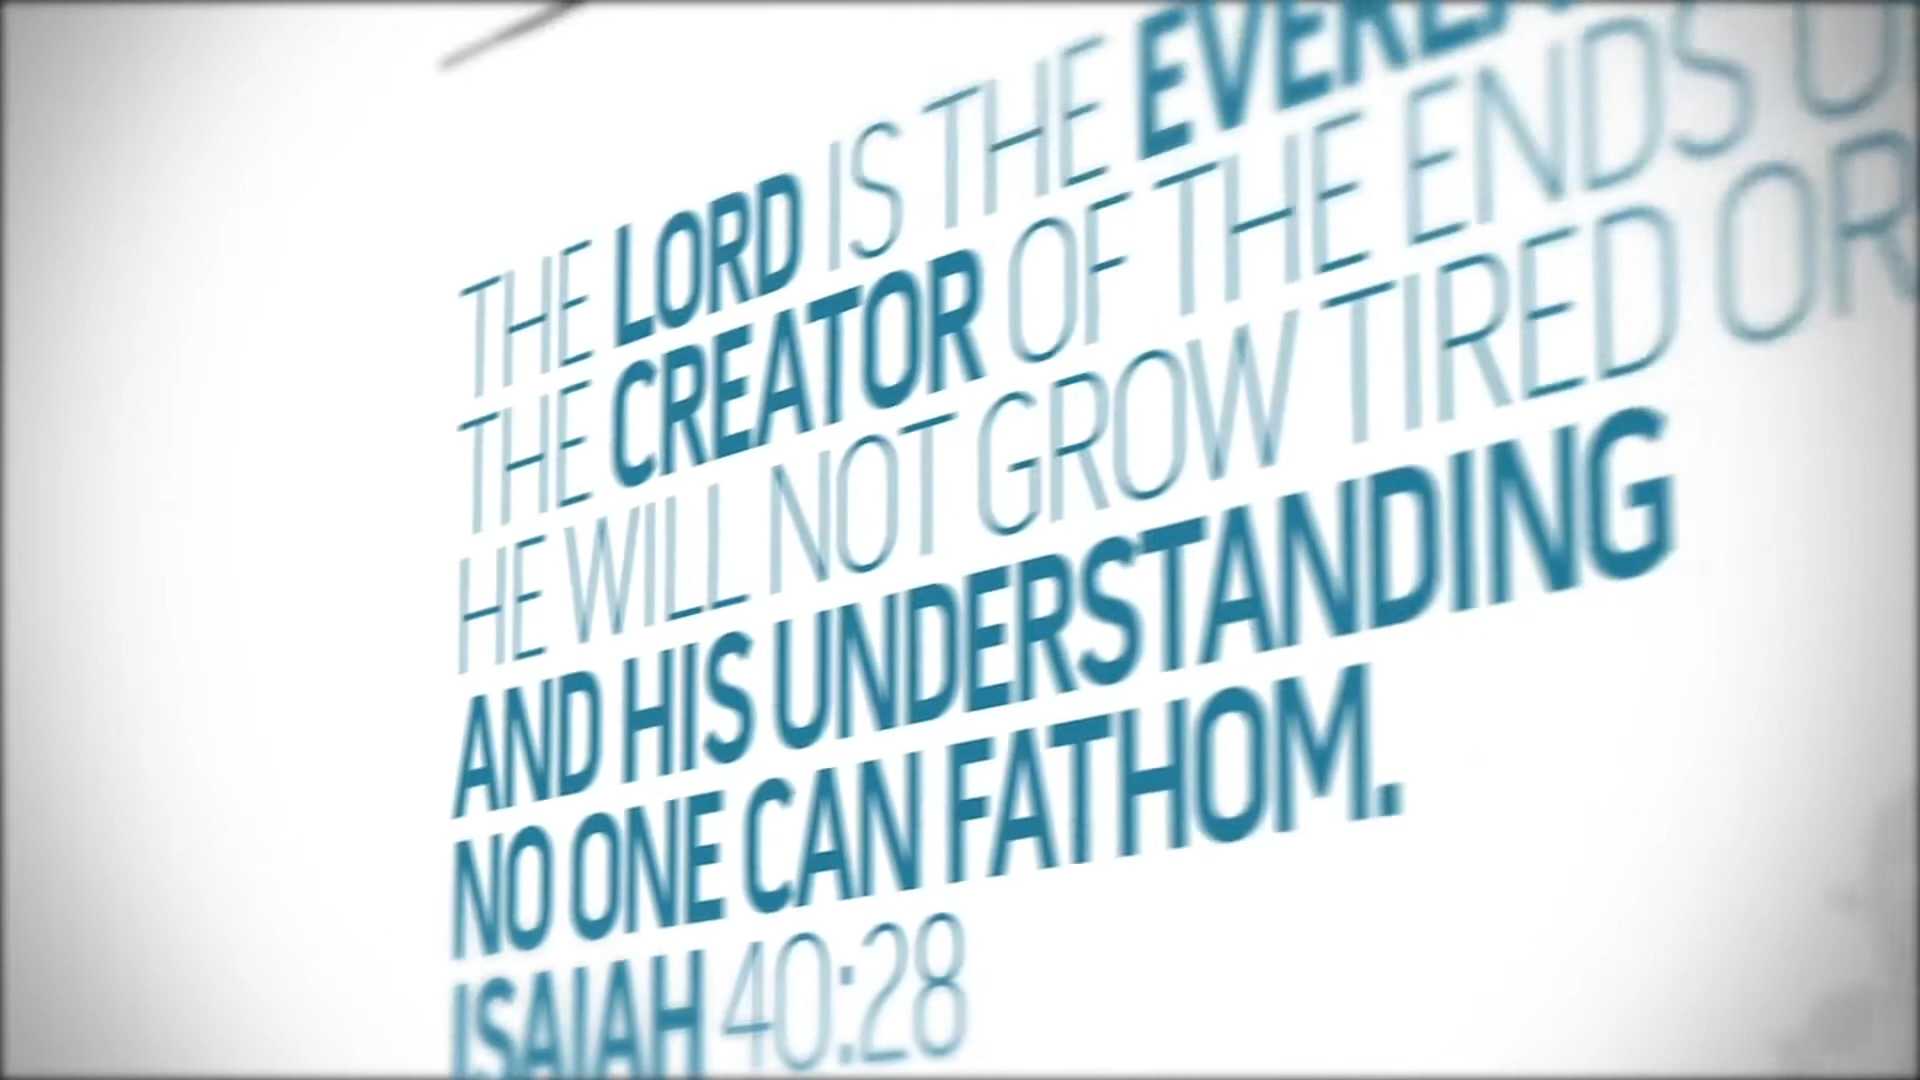 THE LORD IS THE
THE CREATOR OF THE ENDS
HE WILL NOT GROW TIRED OR
AND HIS UNDERSTANDING
NO ONE CAN FATHOM.
ISAIAH 40:28